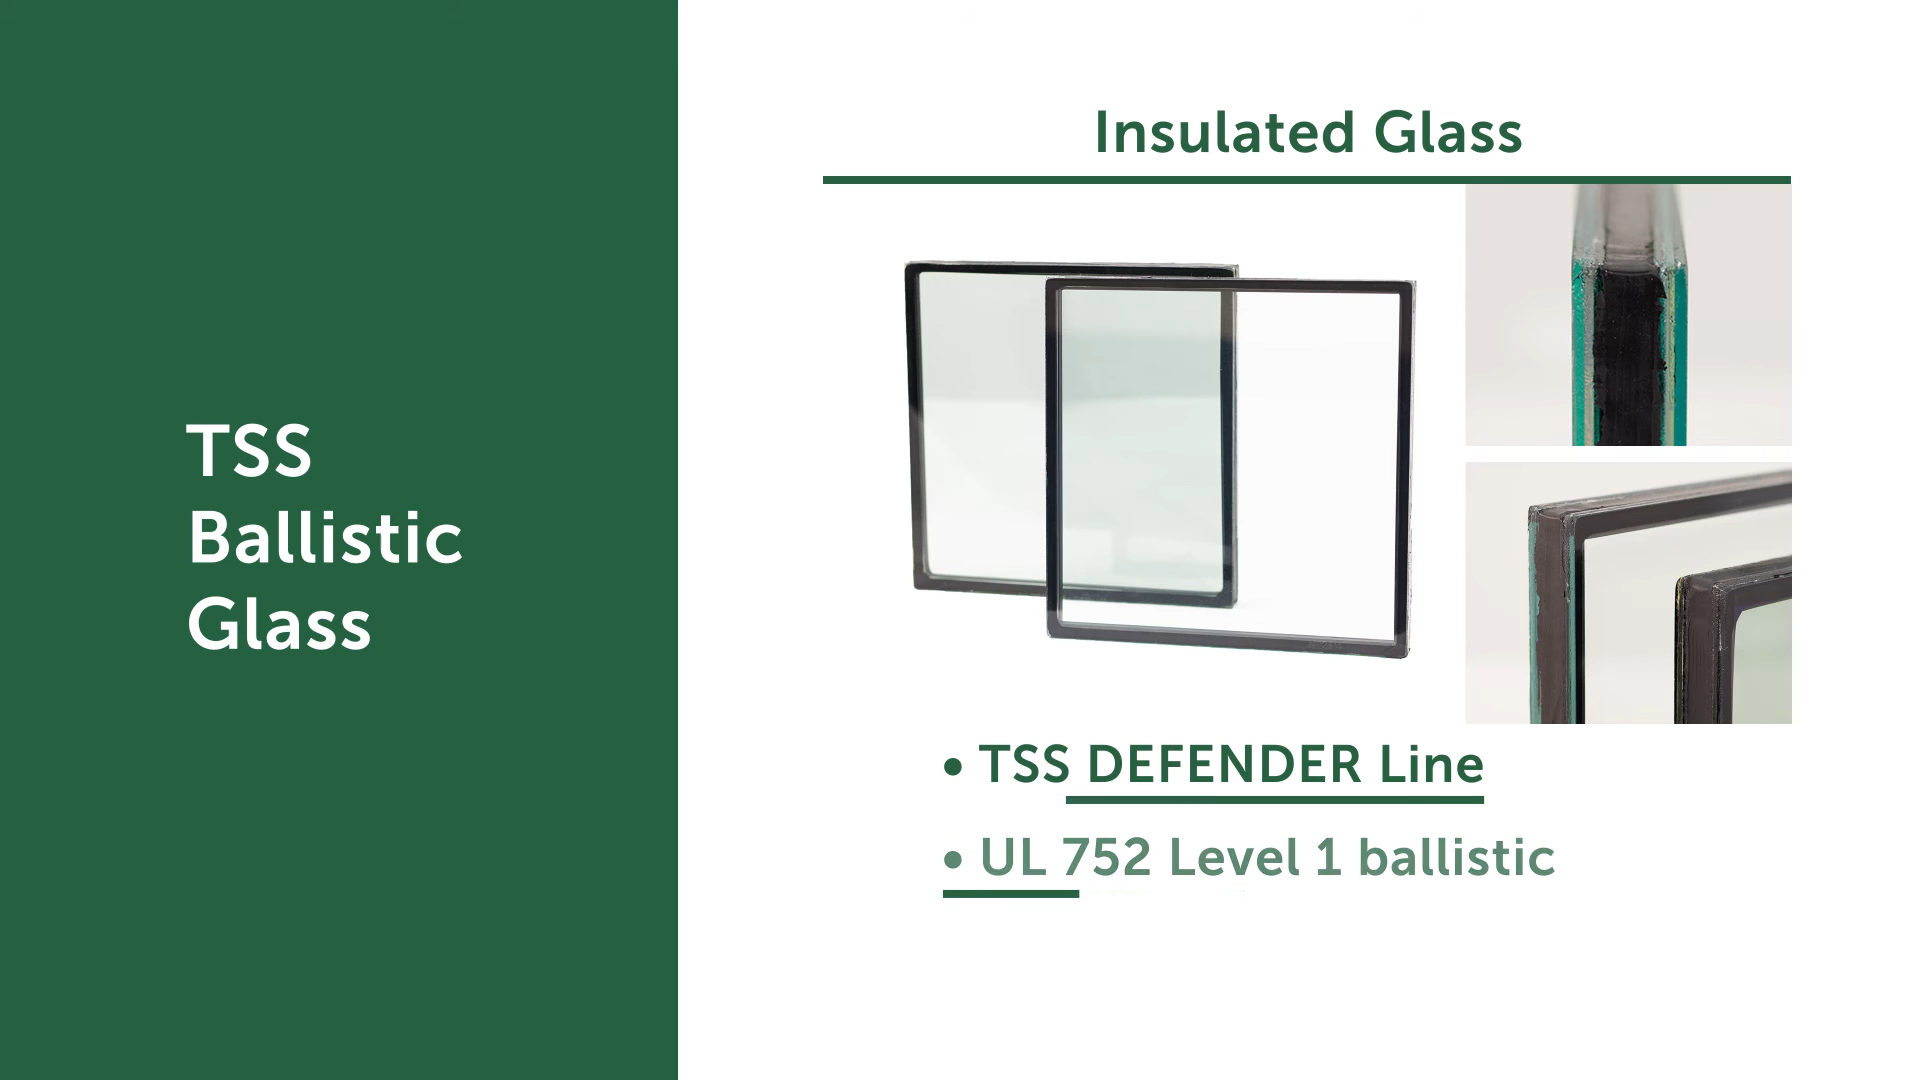 TSS
Ballistic
Glass
Insulated Glass
• TSS DEFENDER Line
• UL 752 Level 1 ballistic